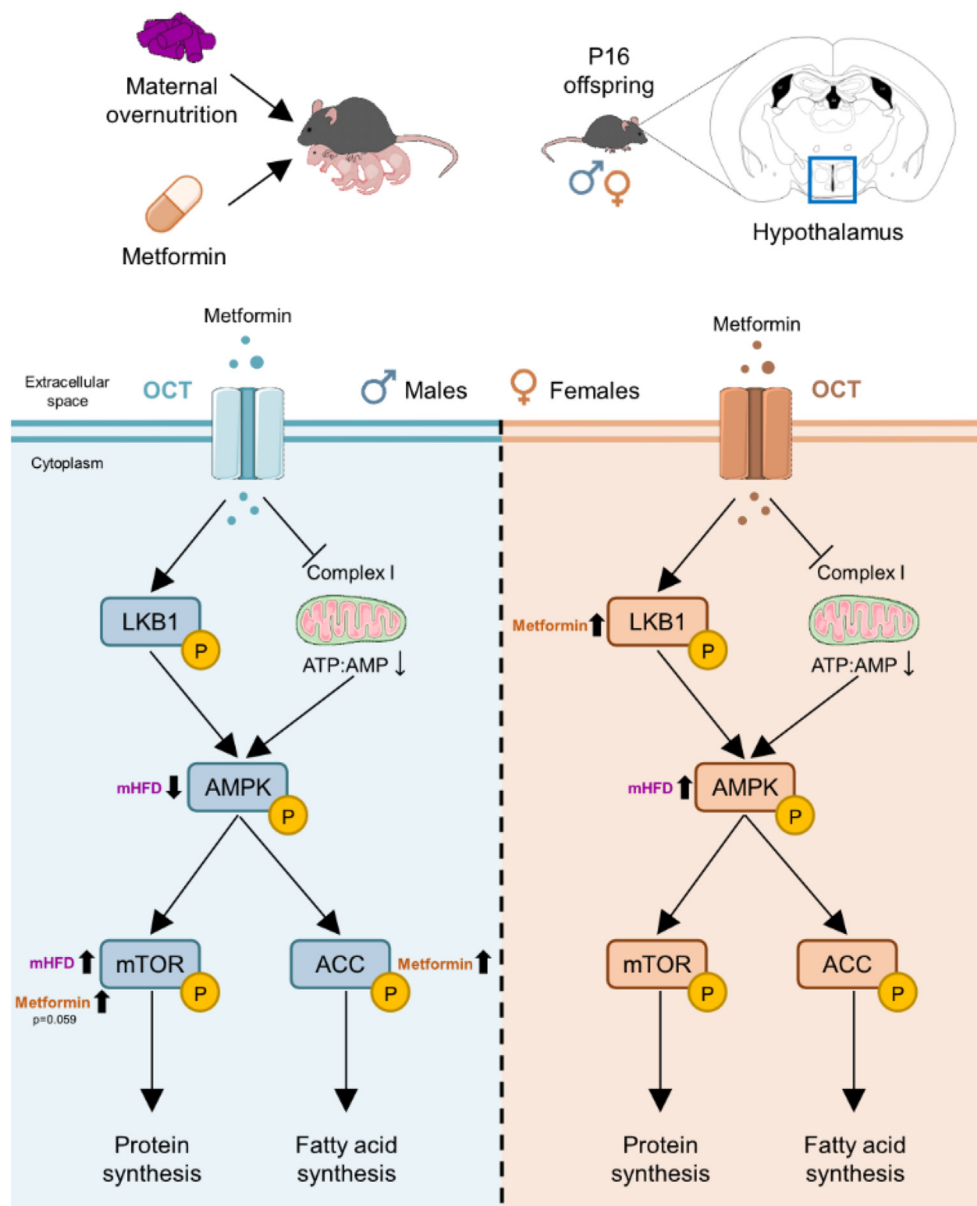 Maternal
overnutrition
Metformin
P16
offspring
Hypothalamus
Metformin
Extracellular
space
OCT
Males
Cytoplasm
Complex I
LKB1
P
ATP:AMP
mHFD
AMPK
P
mHFD
mTOR
P
Metformin
p=0.059
ACC
P
Metformin
Protein
synthesis
Fatty acid
synthesis
Metformin
Females
OCT
Complex I
Metformin
LKB1
P
ATP:AMP
mHFD
AMPK
P
mTOR
P
ACC
P
Protein
synthesis
Fatty acid
synthesis